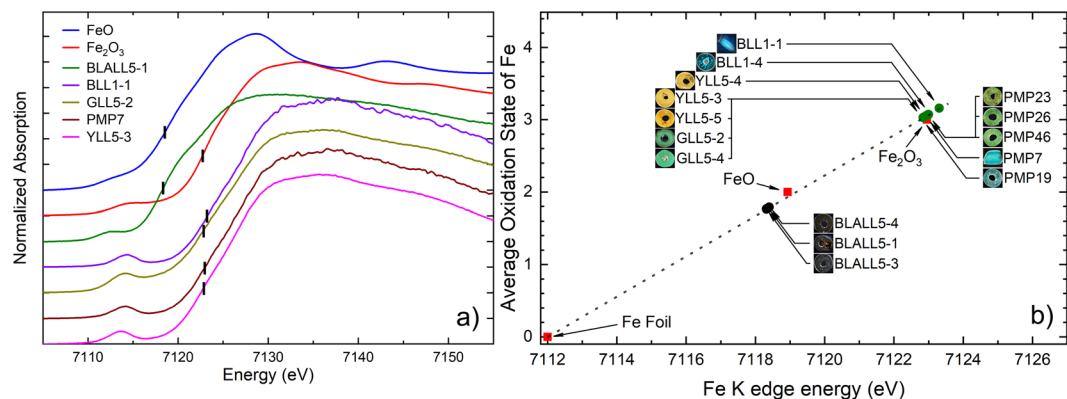 Normalized Absorption
FeO
Fe₂O₃
BLALL5-1
BLL1-1
GLL5-2
PMP7
YLL5-3
a)
7110
7120
7130
7140
7150
Energy (eV)
Average Oxidation State of Fe
4
3
2
1
0
BLL1-1
BLL1-4
YLL5-4
YLL5-3
YLL5-5
GLL5-2
GLL5-4
PMP23
PMP26
PMP46
PMP7
PMP19
Fe₂O₃
FeO
BLALL5-4
BLALL5-1
BLALL5-3
Fe Foil
b)
7112
7114
7116
7118
7120
7122
7124
7126
Fe K edge energy (eV)